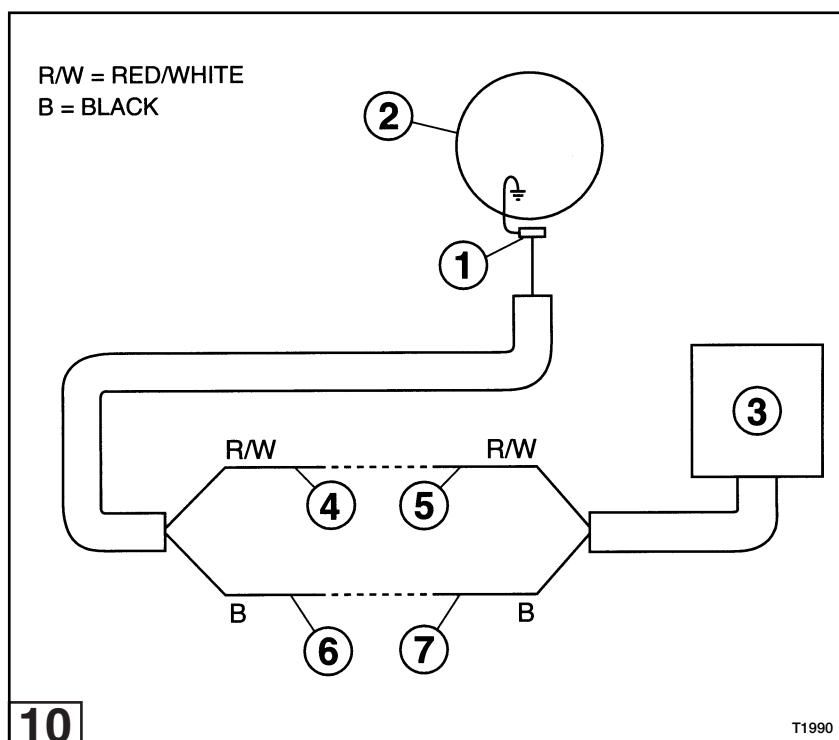 R/W = RED/WHITE
B = BLACK
2
1
3
R/W
R/W
4
5
B
B
6
7
10
T1990